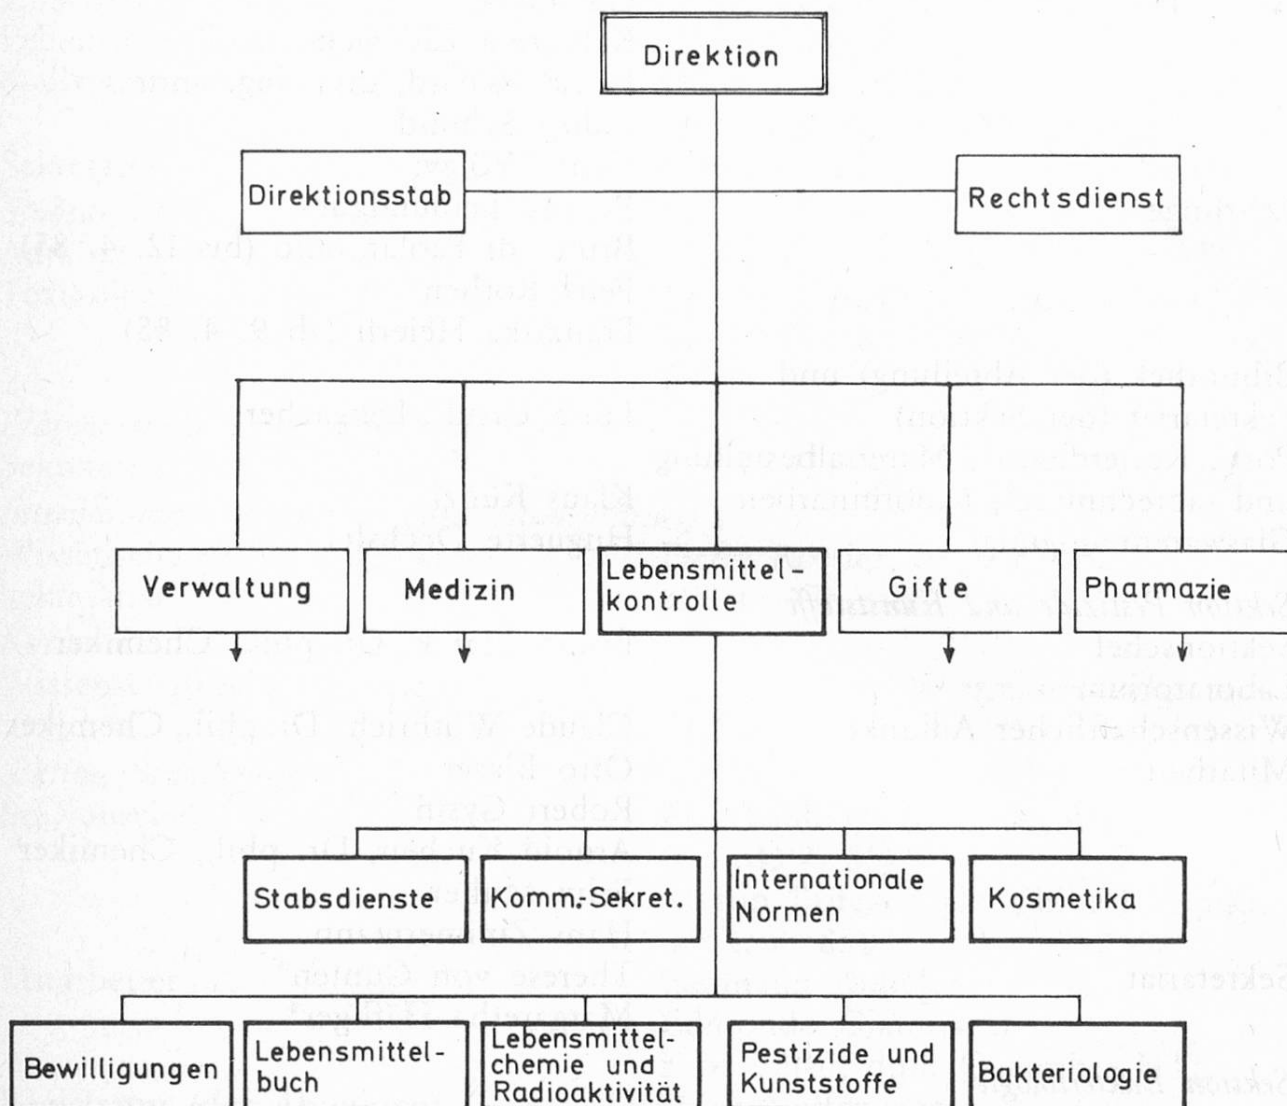 Direktion
Direktionsstab
Rechtsdienst
Verwaltung
Medizin
Lebensmittel-
kontrolle
Gifte
Pharmazie
Stabsdienste
Komm.-Sekret.
Internationale
Normen
Kosmetika
Bewilligungen
Lebensmittel-
buch
Lebensmittel-
chemie und
Radioaktivität
Pestizide und
Kunststoffe
Bakteriologie